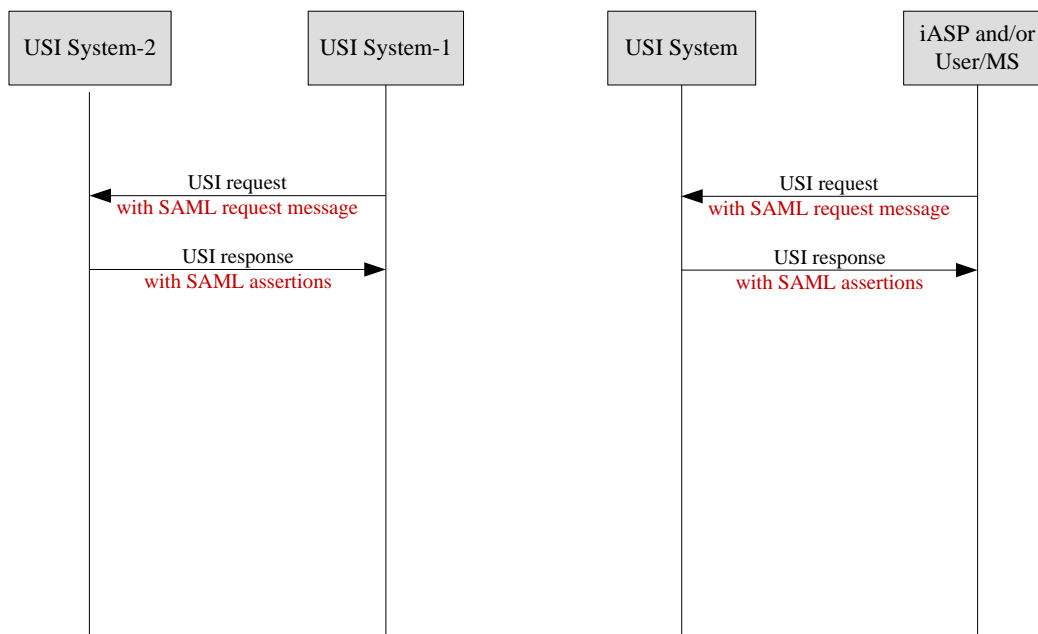 USI System-2
USI System-1
USI System
iASP and/or
User/MS
USI request
with SAML request message
USI response
with SAML assertions
USI request
with SAML request message
USI response
with SAML assertions